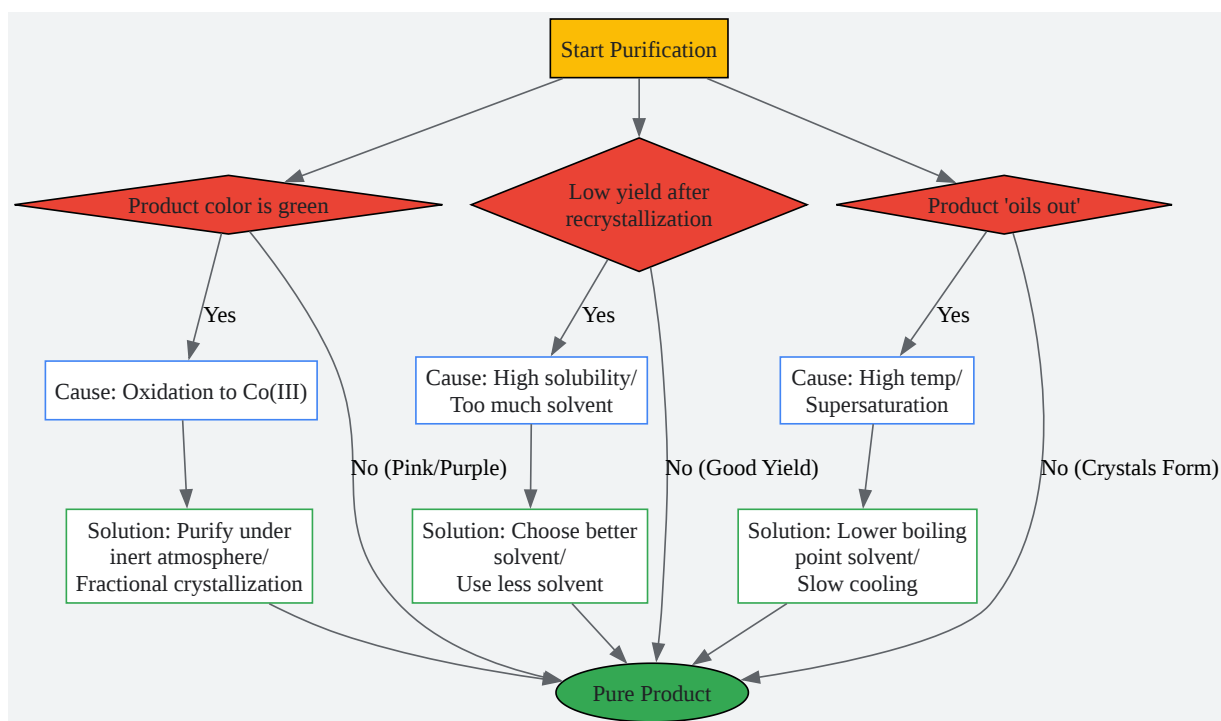 Start Purification
Product color is green
Low yield after
recrystallization
Product 'oils out'
Yes
Yes
Yes
Cause: Oxidation to Co(III)
Cause: High solubility/
Too much solvent
Cause: High temp/
Supersaturation
No (Pink/Purple)
No (Good Yield)
No (Crystals Form)
Solution: Purify under
inert atmosphere/
Fractional crystallization
Solution: Choose better
solvent/
Use less solvent
Solution: Lower boiling
point solvent/
Slow cooling
Pure Product